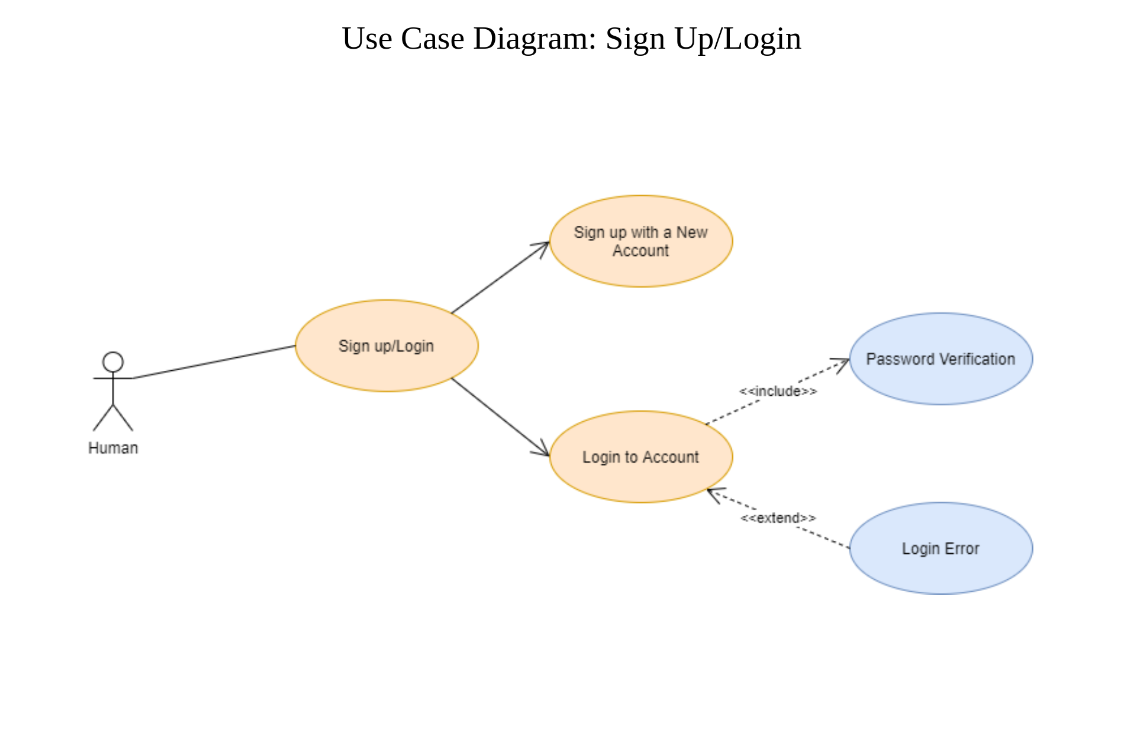 Use Case Diagram: Sign Up/Login
Sign up with a New
Account
Sign up/Login
Password Verification
<<include>>
Human
Login to Account
<<extend>>
Login Error